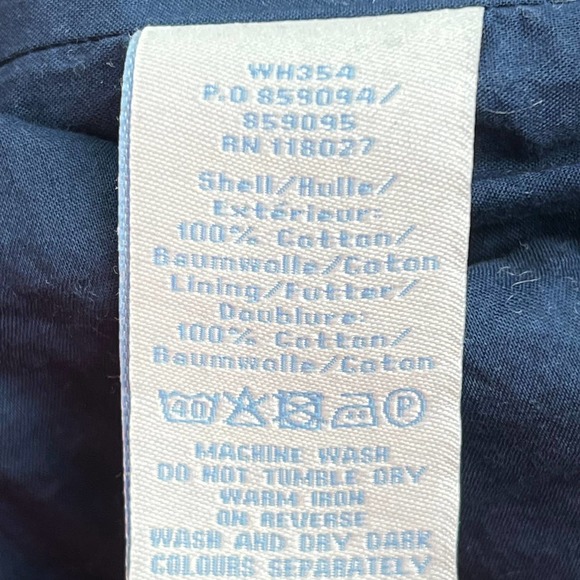 WH354
P.O 859094/
859095
RN 118027
Shell/Hulle/
Extérieur:
100% Cotton/
Baumwolle/Coton
Lining/Futter/
Doublure:
100% Cotton/
Baumwolle/Coton
40 P
MACHINE WASH
DO NOT TUMBLE DRY
WARM IRON
ON REVERSE
WASH AND DRY DARK
COLOURS SEPARATELY